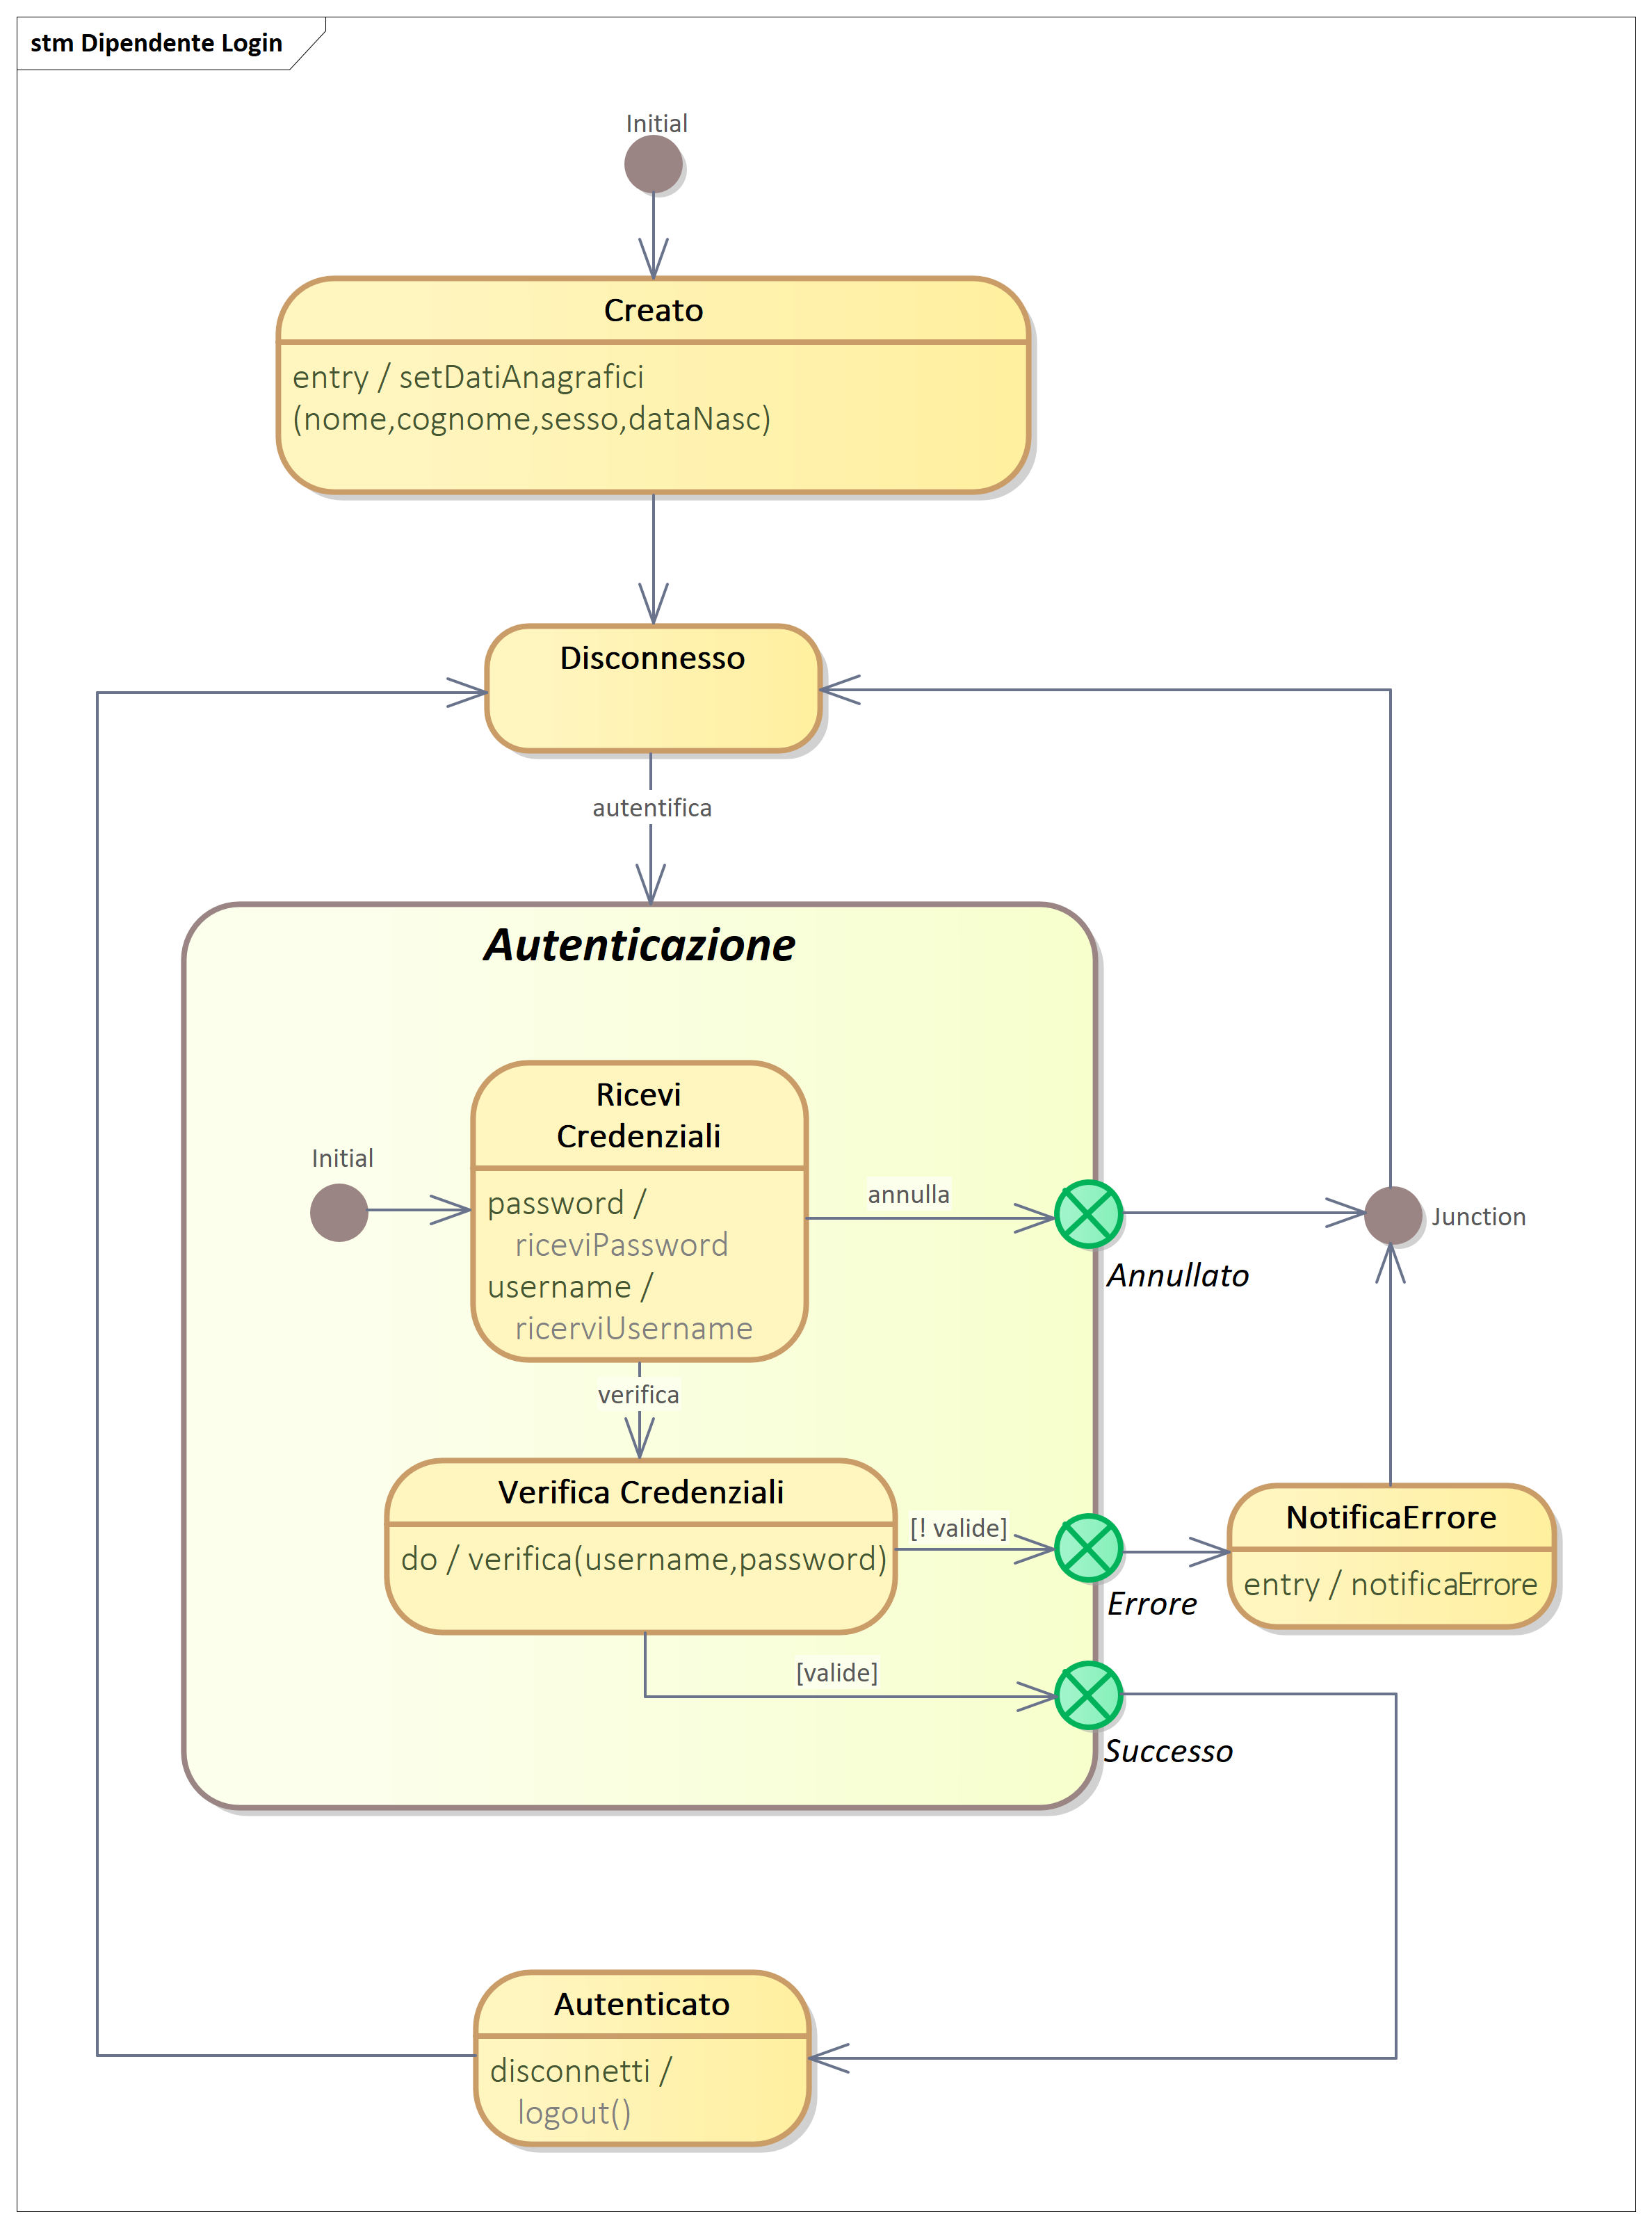 stm Dipendente Login
Initial
Creato
entry / setDatiAnagrafici
(nome,cognome,sesso,dataNasc)
Disconnesso
autentifica
Autenticazione
Ricevi
Credenziali
Initial
password /
riceviPassword
username /
ricerviUsername
annulla
Annullato
Junction
verifica
Verifica Credenziali
do / verifica(username,password)
[! valide]
Errore
NotificaErrore
entry / notificaErrore
[valide]
Successo
Autenticato
disconnetti /
logout()